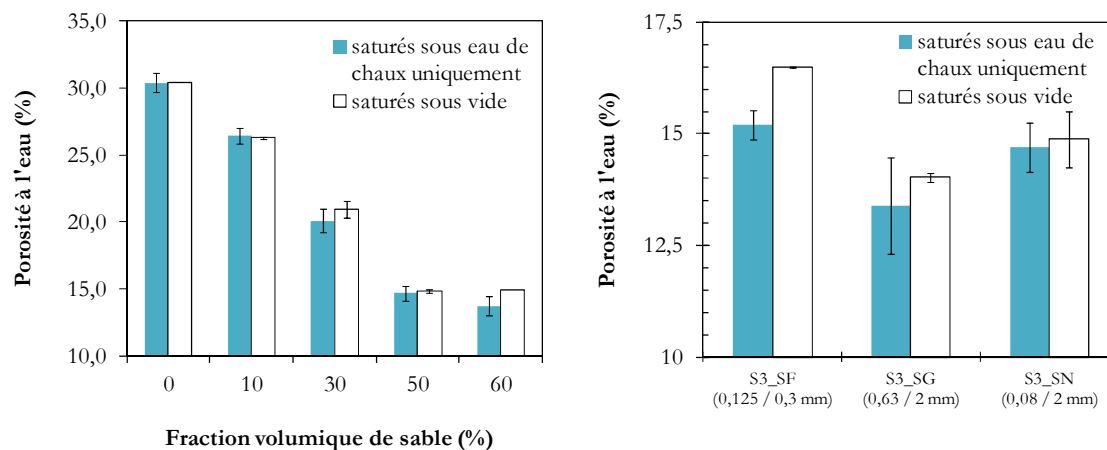 35,0
30,0
25,0
20,0
15,0
10,0
Porosité à l'eau (%)
saturés sous eau de
chaux uniquement
saturés sous vide
0 10 30 50 60
Fraction volumique de sable (%)
17,5
15
12,5
10
Porosité à l'eau (%)
saturés sous eau de
chaux uniquement
saturés sous vide
S3_SF S3_SG S3_SN
(0,125 / 0,3 mm) (0,63 / 2 mm) (0,08 / 2 mm)